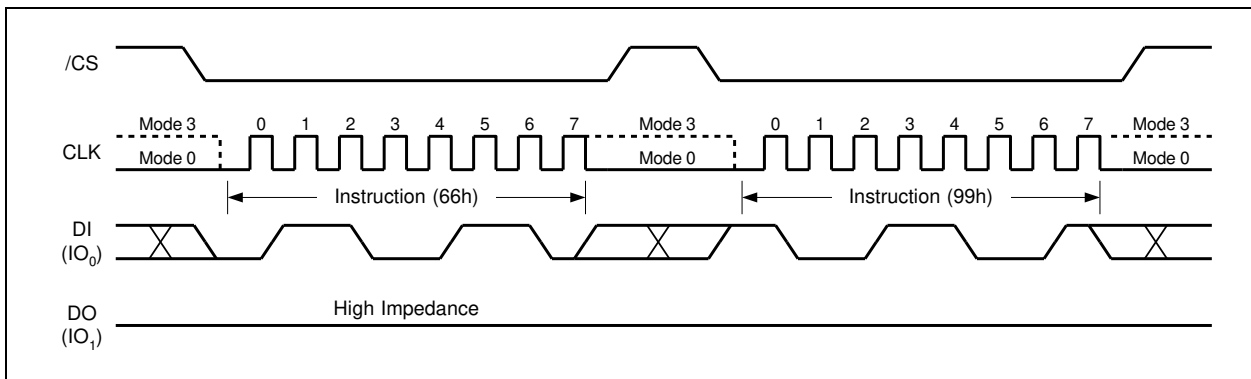 /CS
Mode 3 0 1 2 3 4 5 6 7 Mode 3 0 1 2 3 4 5 6 7 Mode 3
CLK
Mode 0 Mode 0 Mode 0
Instruction (66h) Instruction (99h)
DI
(IO0)
High Impedance
DO
(IO1)